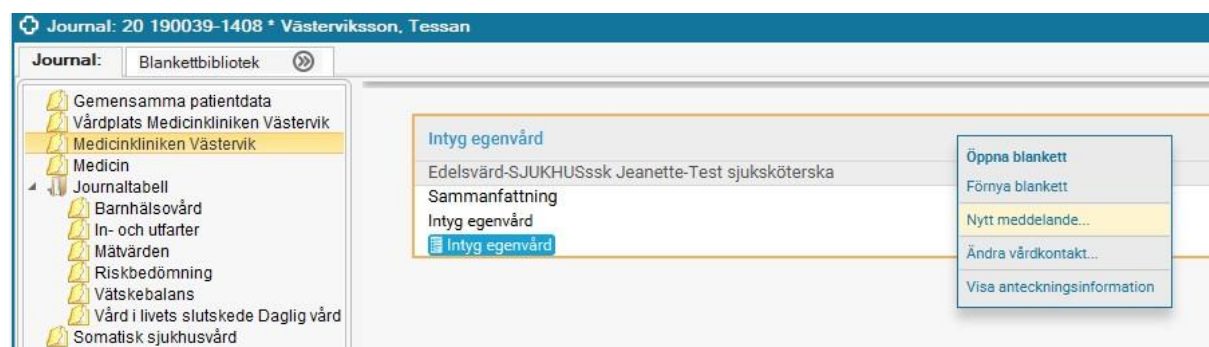 Journal: 20 190039-1408 * Västerviksson, Tessan
Journal: Blankettbibliotek
Gemensamma patientdata
Vårdplats Medicinkliniken Västervik
Medicinkliniken Västervik
Medicin
Journaltabell
Barnhälsovård
In- och utfarter
Mätvärden
Riskbedömning
Vätskebalans
Vård i livets slutskede Daglig vård
Somatisk sjukhusvård
Intyg egenvård
Edelsvärd-SJUKHUSssk Jeanette-Test sjuksköterska
Sammanfattning
Intyg egenvård
Intyg egenvård
Öppna blankett
Förnya blankett
Nytt meddelande...
Ändra vårdkontakt...
Visa anteckningsinformation